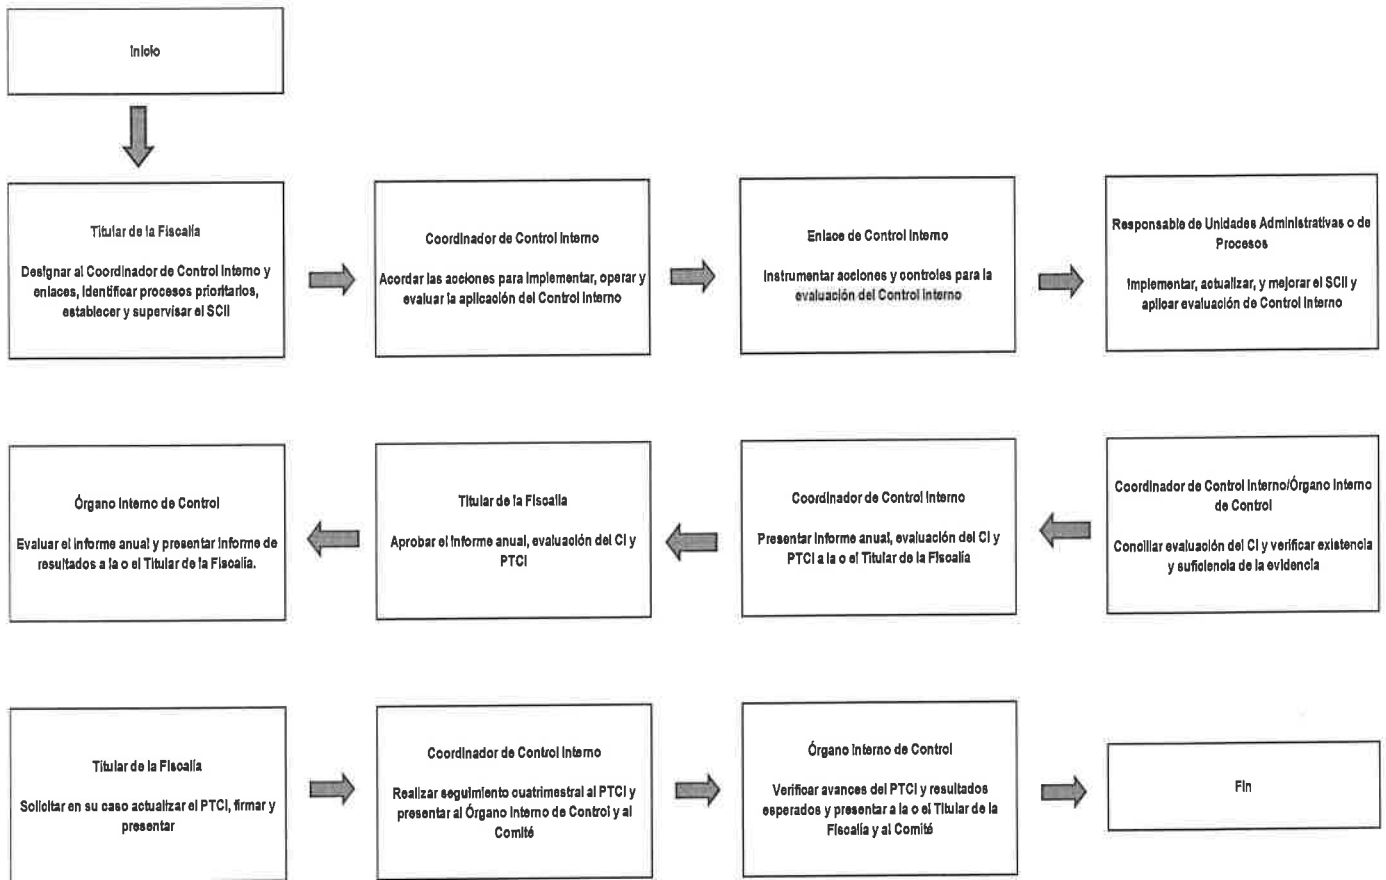 Inicio
Titular de la Fiscalía
Designar al Coordinador de Control Interno y
enlaces, identificar procesos prioritarios,
establecer y supervisar el SCII
Coordinador de Control Interno
Acordar las acciones para implementar, operar y
evaluar la aplicación del Control Interno
Enlace de Control Interno
Instrumentar acciones y controles para la
evaluación del Control Interno
Responsable de Unidades Administrativas o de
Procesos
Implementar, actualizar, y mejorar el SCII y
aplicar evaluación de Control Interno
Coordinador de Control Interno/Órgano Interno
de Control
Conciliar evaluación del CI y verificar existencia
y suficiencia de la evidencia
Coordinador de Control Interno
Presentar informe anual, evaluación del CI y
PTCI a la o el Titular de la Fiscalía
Titular de la Fiscalía
Aprobar el informe anual, evaluación del CI y
PTCI
Órgano Interno de Control
Evaluar el informe anual y presentar informe de
resultados a la o el Titular de la Fiscalía.
Titular de la Fiscalía
Solicitar en su caso actualizar el PTCI, firmar y
presentar
Coordinador de Control Interno
Realizar seguimiento cuatrimestral al PTCI y
presentar al Órgano Interno de Control y al
Comité
Órgano Interno de Control
Verificar avances del PTCI y resultados
esperados y presentar a la o el Titular de la
Fiscalía y al Comité
Fin